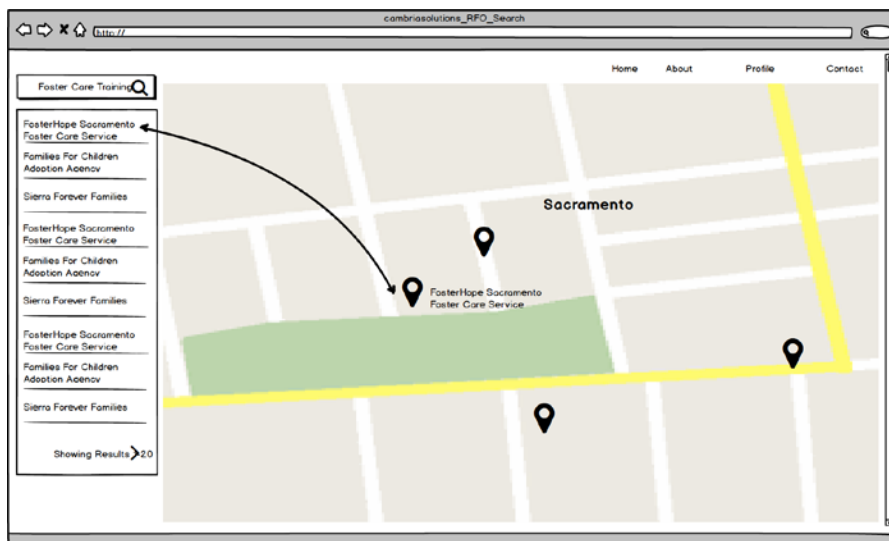 cambriasolutions_RFO_Search
http://
Home About Profile Contact
Foster Care Training
FosterHope Sacramento
Foster Care Service
Families For Children
Adoption Agency
Sierra Forever Families
FosterHope Sacramento
Foster Care Service
Families For Children
Adoption Agency
Sierra Forever Families
FosterHope Sacramento
Foster Care Service
Families For Children
Adoption Agency
Sierra Forever Families
Showing Results
Sacramento
FosterHope Sacramento
Foster Care Service